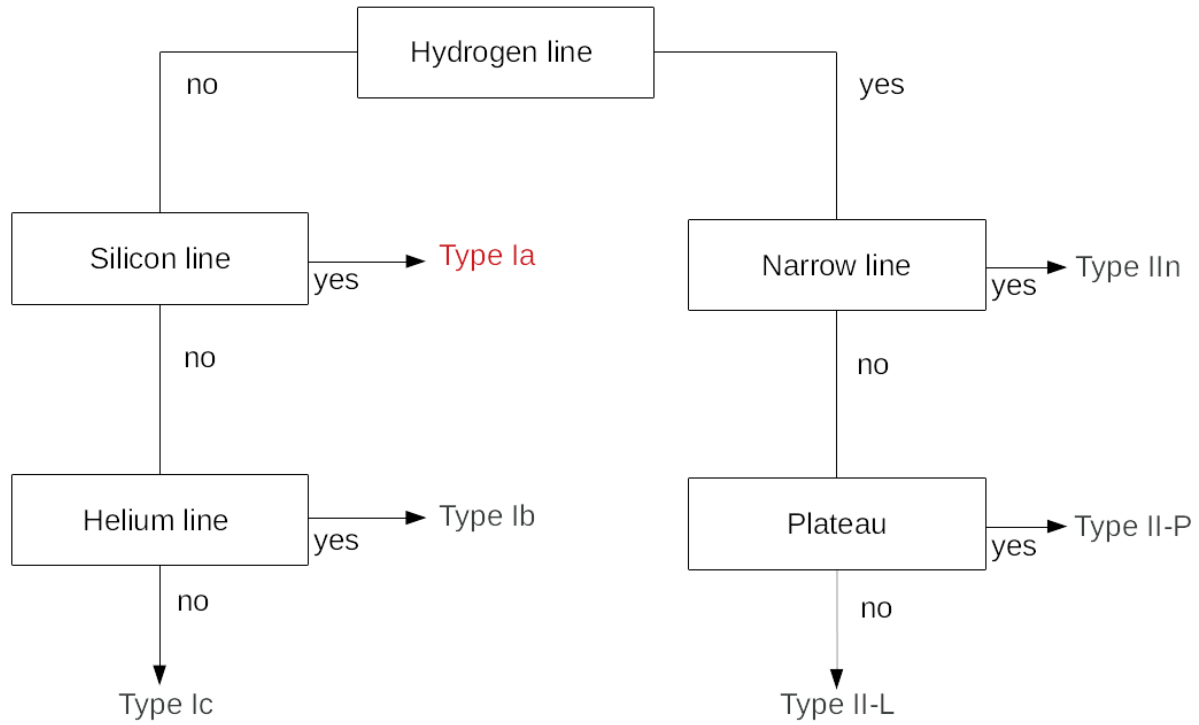 Hydrogen line
no
yes
Silicon line
yes
Type Ia
Narrow line
yes
Type IIn
no
no
Helium line
yes
Type Ib
Plateau
yes
Type II-P
no
no
Type Ic
Type II-L